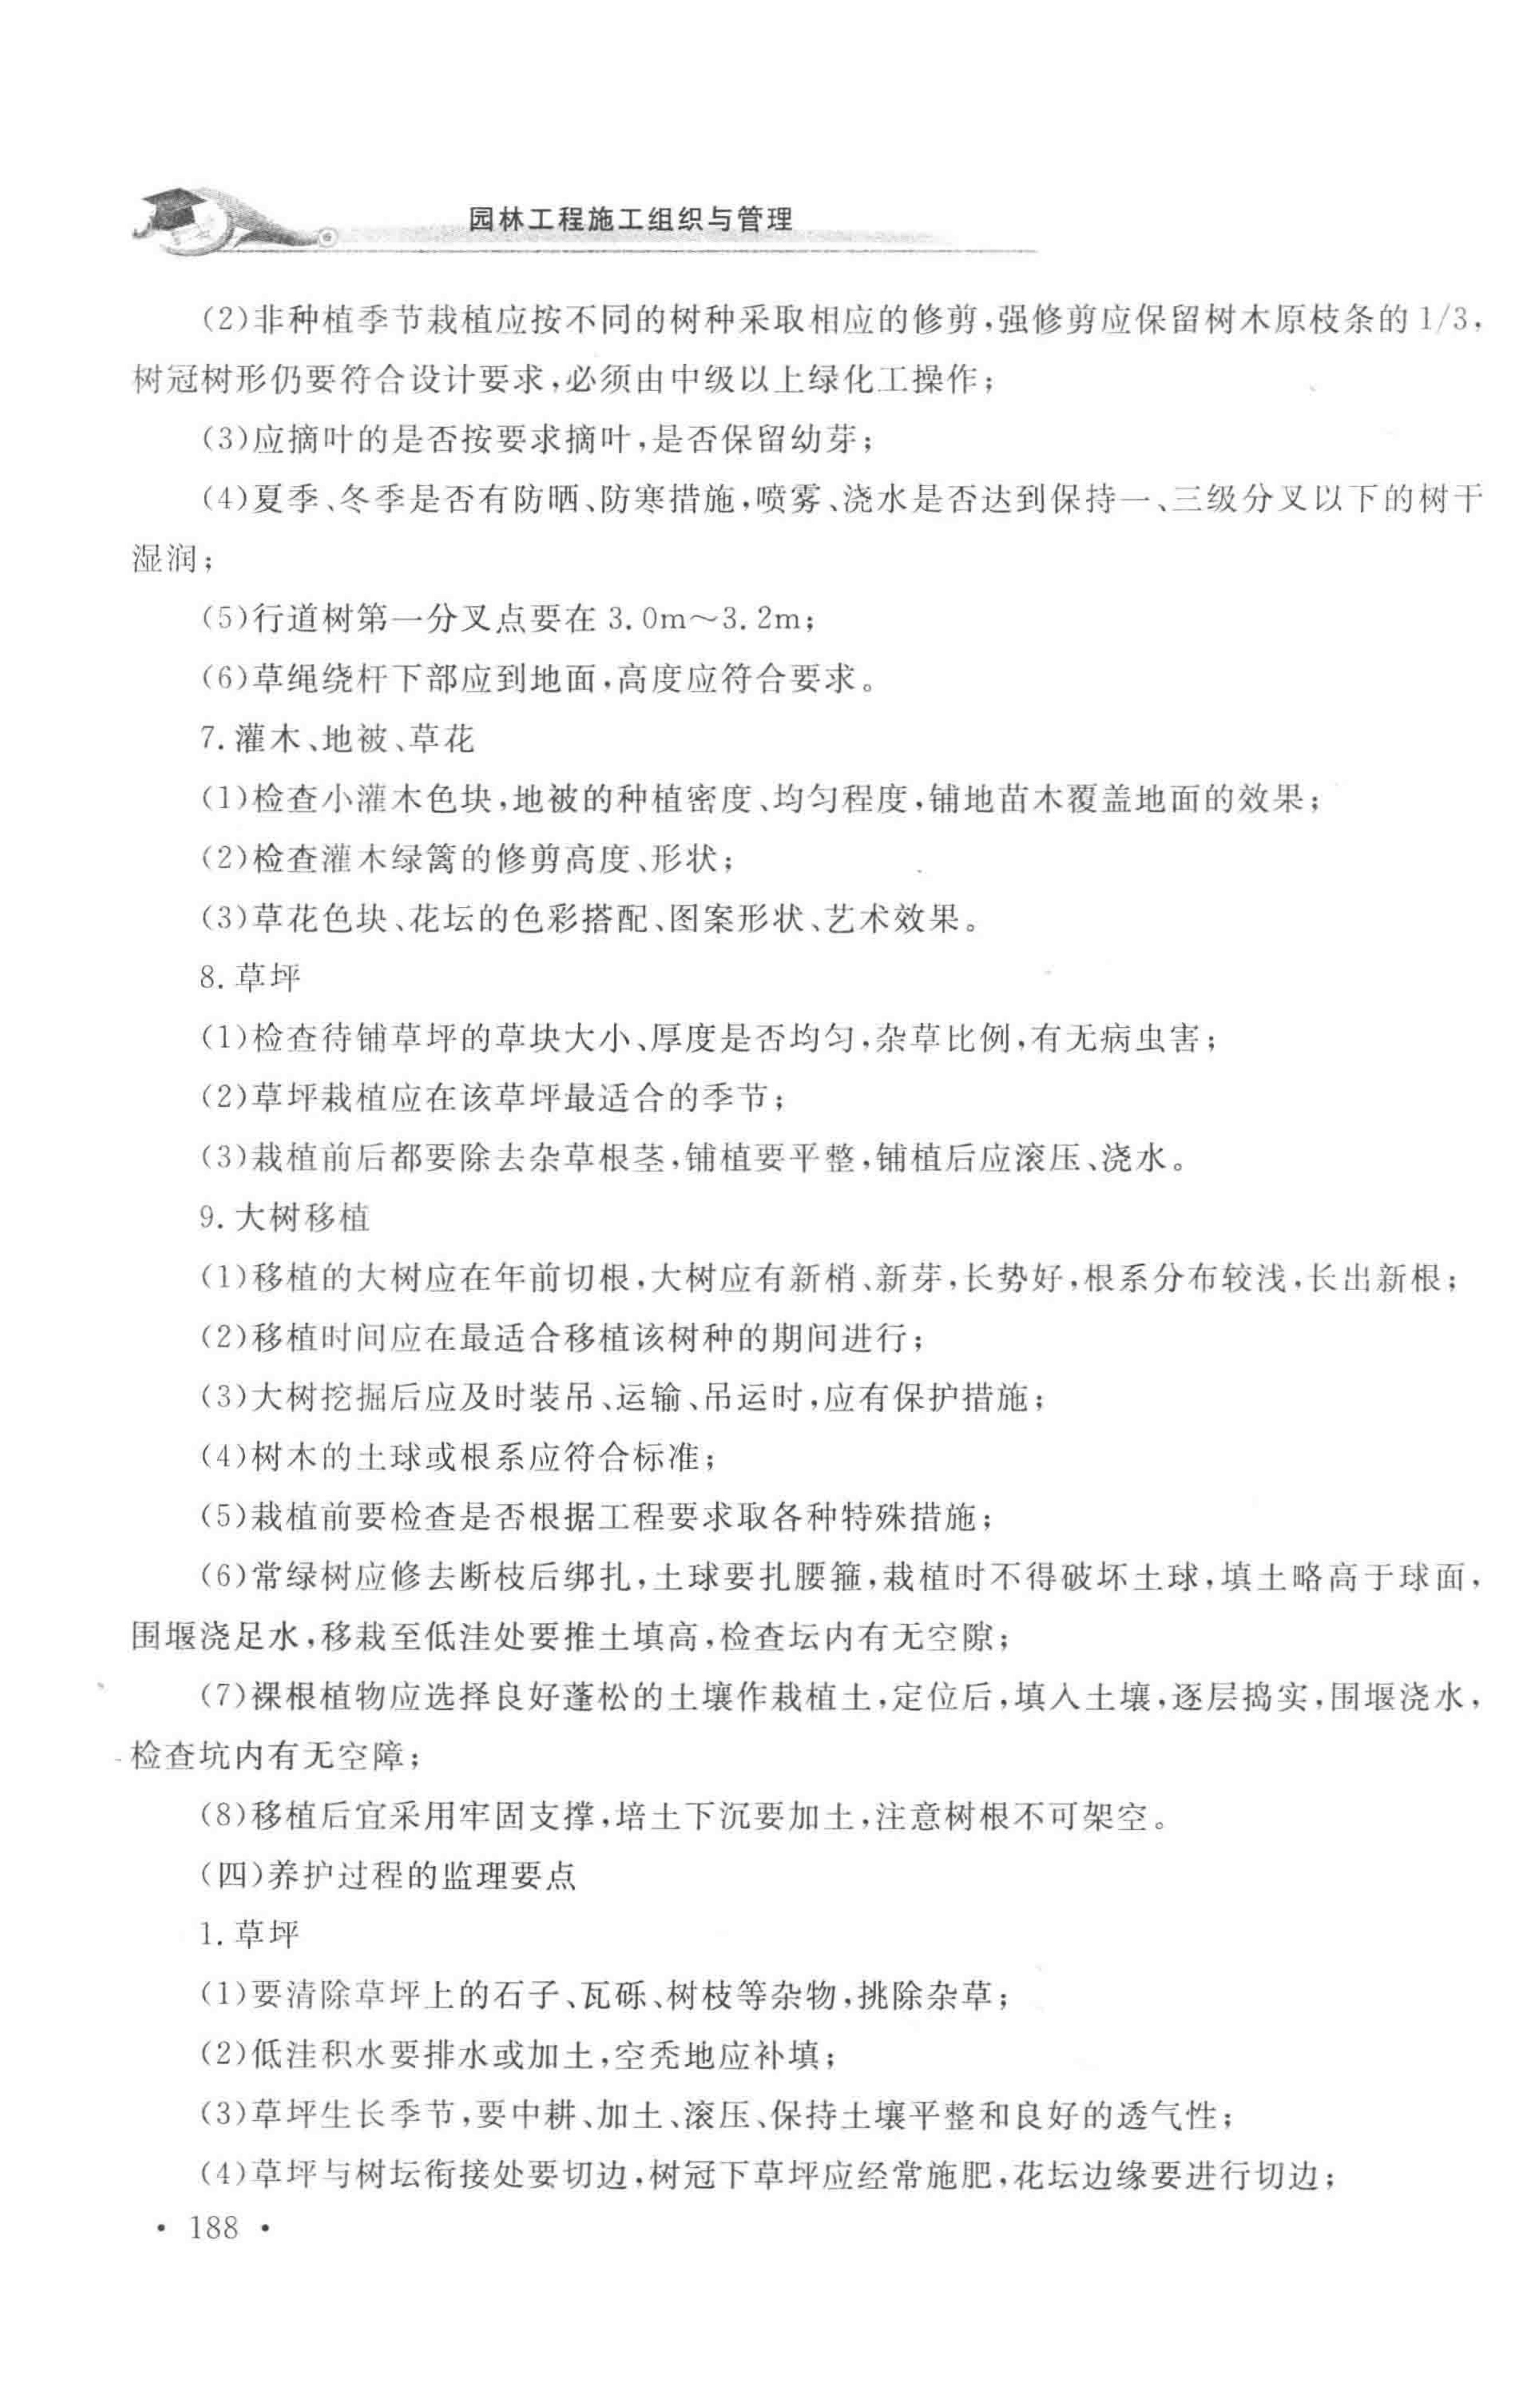 园林工程施工组织与管理
(2)非种植季节栽植应按不同的树种采取相应的修剪,强修剪应保留树木原枝条的1/3,
树冠树形仍要符合设计要求,必须由中级以上绿化工操作;
(3)应摘叶的是否按要求摘叶,是否保留幼芽;
(4)夏季、冬季是否有防晒、防寒措施,喷雾、浇水是否达到保持一、三级分叉以下的树干
湿润;
(5)行道树第一分叉点要在3.0m～3.2m;
(6)草绳绕杆下部应到地面,高度应符合要求。
7.灌木、地被、草花
(1)检查小灌木色块,地被的种植密度、均匀程度,铺地苗木覆盖地面的效果;
(2)检查灌木绿篱的修剪高度、形状;
(3)草花色块、花坛的色彩搭配、图案形状、艺术效果。
8.草坪
(1)检查待铺草坪的草块大小、厚度是否均匀,杂草比例,有无病虫害;
(2)草坪栽植应在该草坪最适合的季节;
(3)栽植前后都要除去杂草根茎,铺植要平整,铺植后应滚压、浇水。
9.大树移植
(1)移植的大树应在年前切根,大树应有新梢、新芽,长势好,根系分布较浅,长出新根;
(2)移植时间应在最适合移植该树种的期间进行;
(3)大树挖掘后应及时装吊、运输、吊运时,应有保护措施;
(4)树木的土球或根系应符合标准;
(5)栽植前要检查是否根据工程要求取各种特殊措施;
(6)常绿树应修去断枝后绑扎,土球要扎腰箍,栽植时不得破坏土球,填土略高于球面,
围堰浇足水,移栽至低洼处要推土填高,检查坛内有无空隙;
(7)裸根植物应选择良好蓬松的土壤作栽植土,定位后,填入土壤,逐层捣实,围堰浇水,
检查坑内有无空障;
(8)移植后宜采用牢固支撑,培土下沉要加土,注意树根不可架空。
(四)养护过程的监理要点
1.草坪
(1)要清除草坪上的石子、瓦砾、树枝等杂物,挑除杂草;
(2)低洼积水要排水或加土,空秃地应补填;
(3)草坪生长季节,要中耕、加土、滚压、保持土壤平整和良好的透气性;
(4)草坪与树坛衔接处要切边,树冠下草坪应经常施肥,花坛边缘要进行切边;
• 188 •